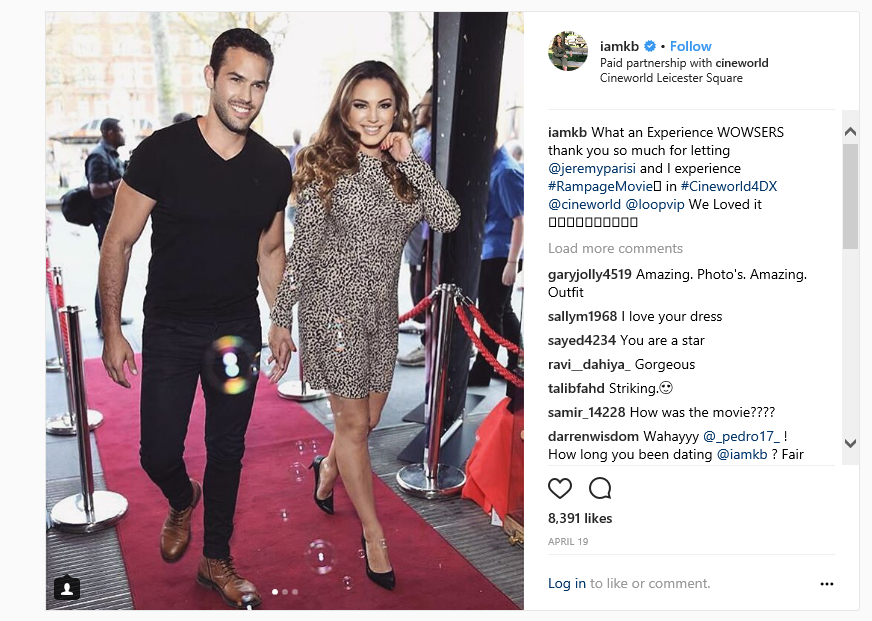 iamkb • Follow
Paid partnership with cineworld
Cineworld Leicester Square
iamkb What an Experience WOWSERS
thank you so much for letting
@jeremyparisi and I experience
#RampageMovie▯ in #Cineworld4DX
@cineworld @loopvip We Loved it
▯▯▯▯▯▯▯▯▯▯
Load more comments
garyjolly4519 Amazing. Photo's. Amazing.
Outfit
sallym1968 I love your dress
sayed4234 You are a star
ravi__dahiya_ Gorgeous
talibfahd Striking.😍
samir_14228 How was the movie????
darrenwisdom Wahayyy @_pedro17_ !
How long you been dating @iamkb ? Fair
8,391 likes
APRIL 19
Log in to like or comment.